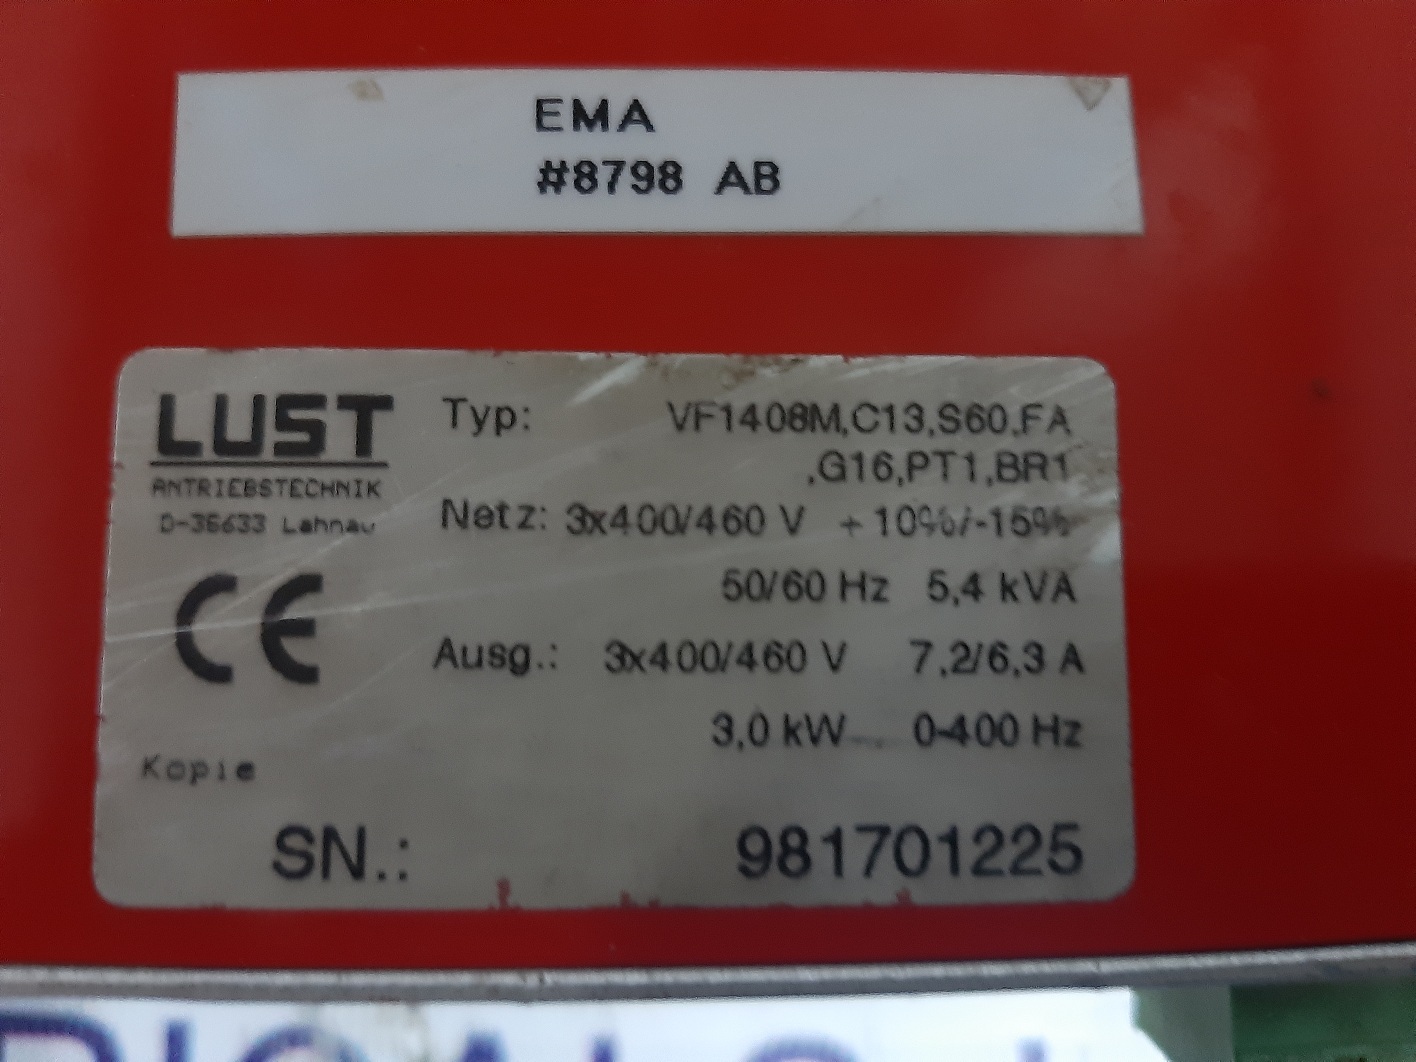 EMA
#8798 AB
LUST
ANTRIEBSTECHNIK
D-35633 Lahnau
Typ: VF1408M,C13,S60,FA
,G16,PT1,BR1
Netz: 3x400/460 V +10%/-15%
50/60 Hz 5,4 kVA
CE
Ausg.: 3x400/460 V 7,2/6,3 A
3,0 kW 0-400 Hz
Kopie
SN.: 981701225